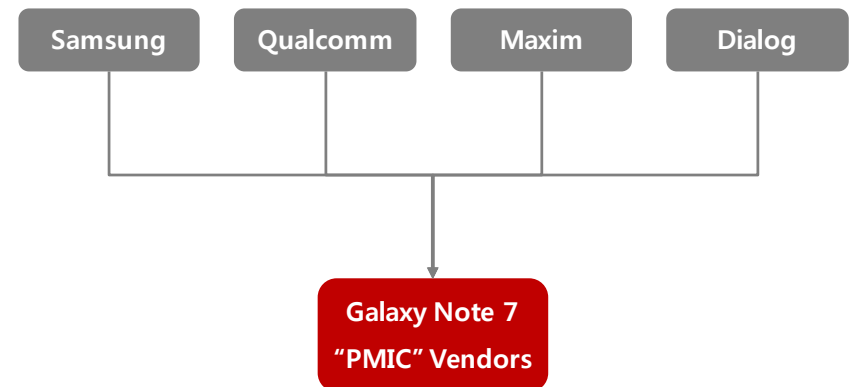 Samsung
Qualcomm
Maxim
Dialog
Galaxy Note 7
“PMIC” Vendors